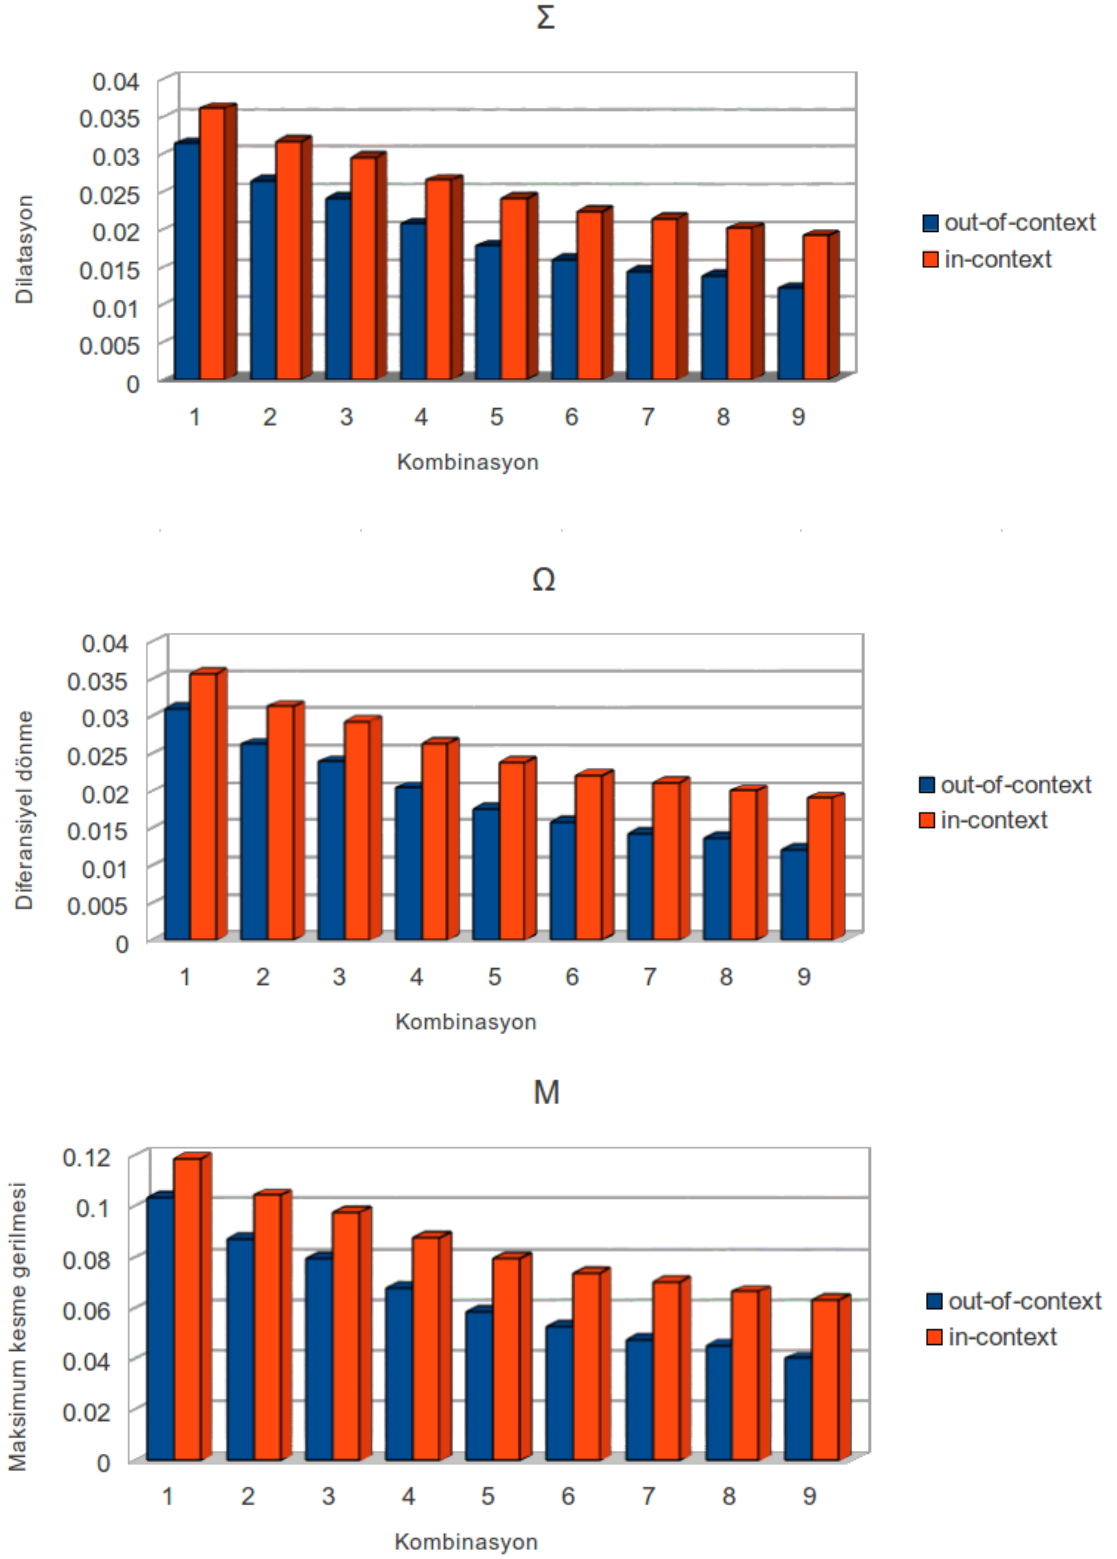 Σ
0.04
0.035
0.03
0.025
0.02
0.015
0.01
0.005
0
Dilatasyon
1 2 3 4 5 6 7 8 9
Kombinasyon
out-of-context
in-context
Ω
0.04
0.035
0.03
0.025
0.02
0.015
0.01
0.005
0
Diferansiyel dönme
1 2 3 4 5 6 7 8 9
Kombinasyon
out-of-context
in-context
M
0.12
0.1
0.08
0.06
0.04
0.02
0
Maksimum kesme gerilmesi
1 2 3 4 5 6 7 8 9
Kombinasyon
out-of-context
in-context